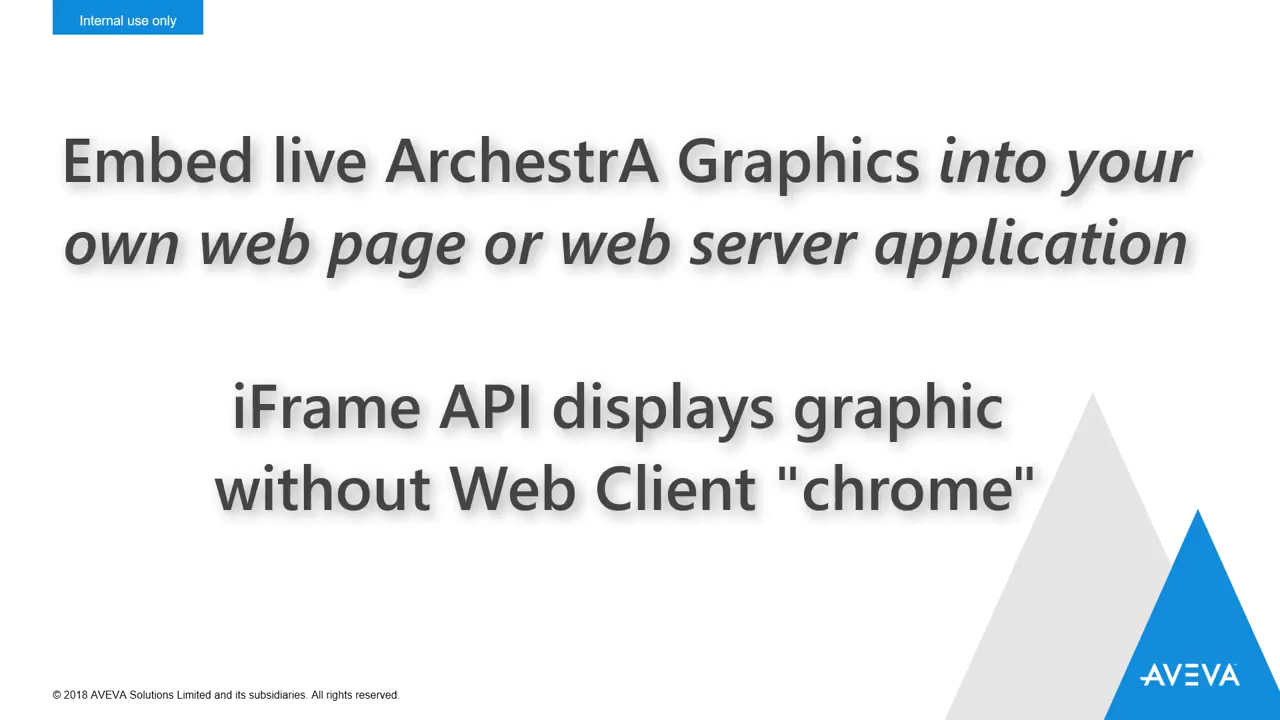 Internal use only
Embed live ArchestrA Graphics into your
own web page or web server application
iFrame API displays graphic
without Web Client "chrome"
AVEVA
© 2018 AVEVA Solutions Limited and its subsidiaries. All rights reserved.